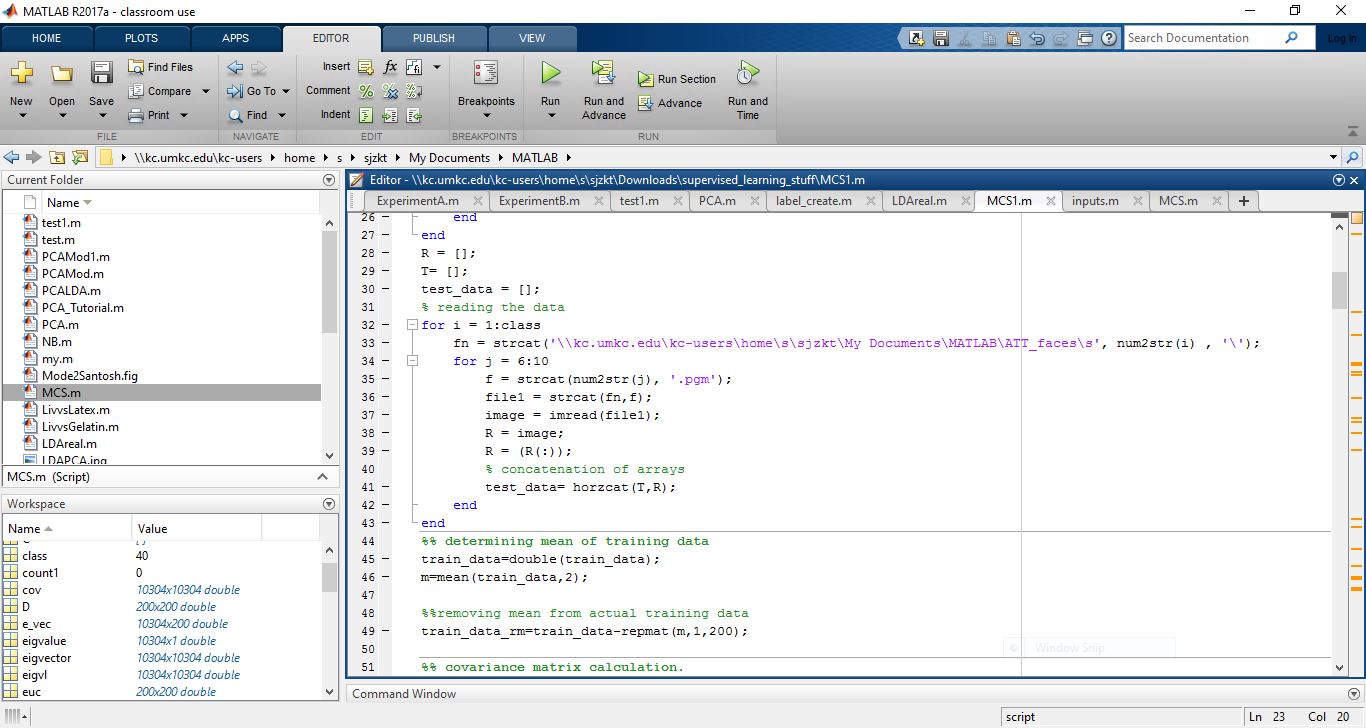 MATLAB R2017a - classroom use
HOME PLOTS APPS EDITOR PUBLISH VIEW
Search Documentation
Log In
New
Open
Save
Find Files
Compare
Print
Go To
Find
Insert fx
Comment
Indent
Breakpoints
Run
Run and Advance
Run Section
Advance
Run and Time
FILE NAVIGATE EDIT BREAKPOINTS RUN
\\kc.umkc.edu\kc-users home s sjzkt My Documents MATLAB
Current Folder
Name
test1.m
test.m
PCAMod1.m
PCAMod.m
PCALDA.m
PCA_Tutorial.m
PCA.m
NB.m
my.m
Mode2Santosh.fig
MCS.m
LivvsLatex.m
LivvsGelatin.m
LDAreal.m
LDAPCA.jpg
MCS.m (Script)
Workspace
Name Value
class 40
count1 0
cov 10304x10304 double
D 200x200 double
e_vec 10304x200 double
eigvalue 10304x1 double
eigvector 10304x10304 double
eigvl 10304x10304 double
euc 200x200 double
Editor - \\kc.umkc.edu\kc-users\home\s\sjzkt\Downloads\supervised_learning_stuff\MCS1.m
ExperimentA.m ExperimentB.m test1.m PCA.m label_create.m LDAreal.m MCS1.m inputs.m MCS.m
26 end
27 end
28 R = [];
29 T= [];
30 test_data = [];
31 % reading the data
32 for i = 1:class
33 fn = strcat('\\kc.umkc.edu\kc-users\home\s\sjzkt\My Documents\MATLAB\ATT_faces\s', num2str(i) , '\');
34 for j = 6:10
35 f = strcat(num2str(j), '.pgm');
36 file1 = strcat(fn,f);
37 image = imread(file1);
38 R = image;
39 R = (R(:));
40 % concatenation of arrays
41 test_data= horzcat(T,R);
42 end
43 end
44 %% determining mean of training data
45 train_data=double(train_data);
46 m=mean(train_data,2);
47
48 %%removing mean from actual training data
49 train_data_rm=train_data-repmat(m,1,200);
50
51 %% covariance matrix calculation.
Window Snip
Command Window
script
Ln 23 Col 20